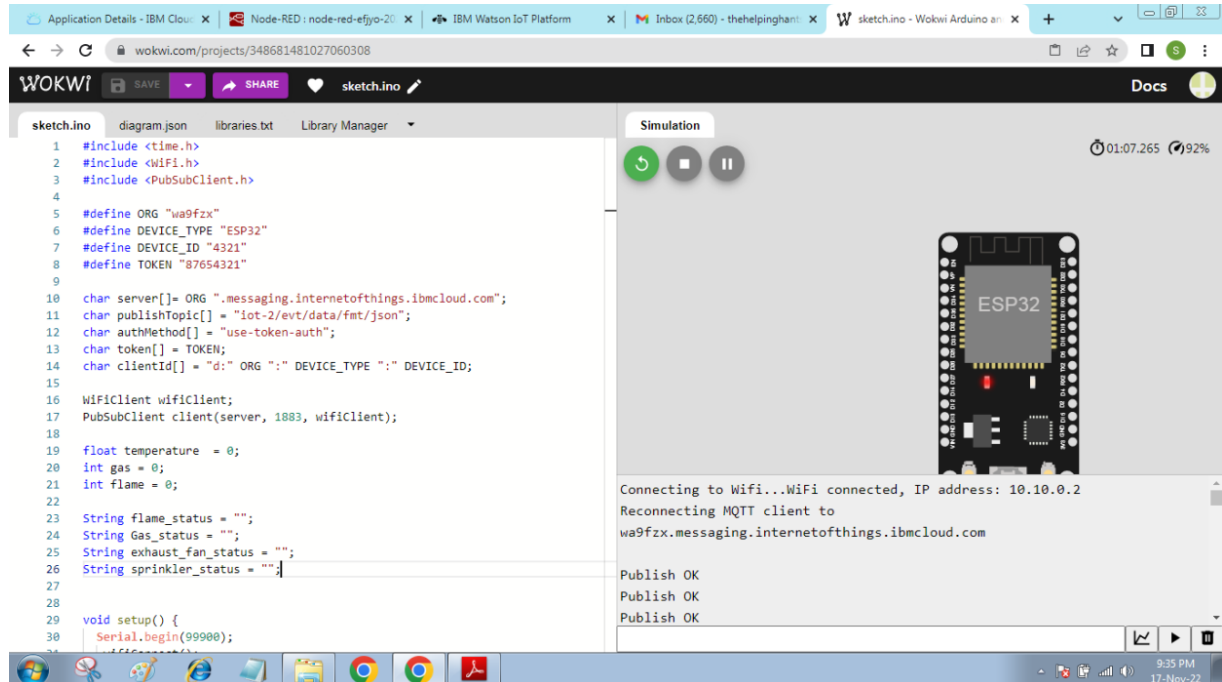 Application Details - IBM Clou
Node-RED : node-red-efjyo-20
IBM Watson IoT Platform
Inbox (2,660) - thehelpinghant
sketch.ino - Wokwi Arduino an
wokwi.com/projects/348681481027060308
S
WOKWI
SAVE
SHARE
sketch.ino
Docs
sketch.ino
diagram.json
libraries.txt
Library Manager
1 #include <time.h>
2 #include <WiFi.h>
3 #include <PubSubClient.h>
4
5 #define ORG "wa9fzx"
6 #define DEVICE_TYPE "ESP32"
7 #define DEVICE_ID "4321"
8 #define TOKEN "87654321"
9
10 char server[]= ORG ".messaging.internetofthings.ibmcloud.com";
11 char publishTopic[] = "iot-2/evt/data/fmt/json";
12 char authMethod[] = "use-token-auth";
13 char token[] = TOKEN;
14 char clientId[] = "d:" ORG ":" DEVICE_TYPE ":" DEVICE_ID;
15
16 WiFiClient wifiClient;
17 PubSubClient client(server, 1883, wifiClient);
18
19 float temperature  = 0;
20 int gas = 0;
21 int flame = 0;
22
23 String flame_status = "";
24 String Gas_status = "";
25 String exhaust_fan_status = "";
26 String sprinkler_status = "";
27
28
29 void setup() {
30 Serial.begin(99900);
Simulation
01:07.265 92%
ESP32
Connecting to Wifi...WiFi connected, IP address: 10.10.0.2
Reconnecting MQTT client to
wa9fzx.messaging.internetofthings.ibmcloud.com
Publish OK
Publish OK
Publish OK
9:35 PM
17-Nov-22